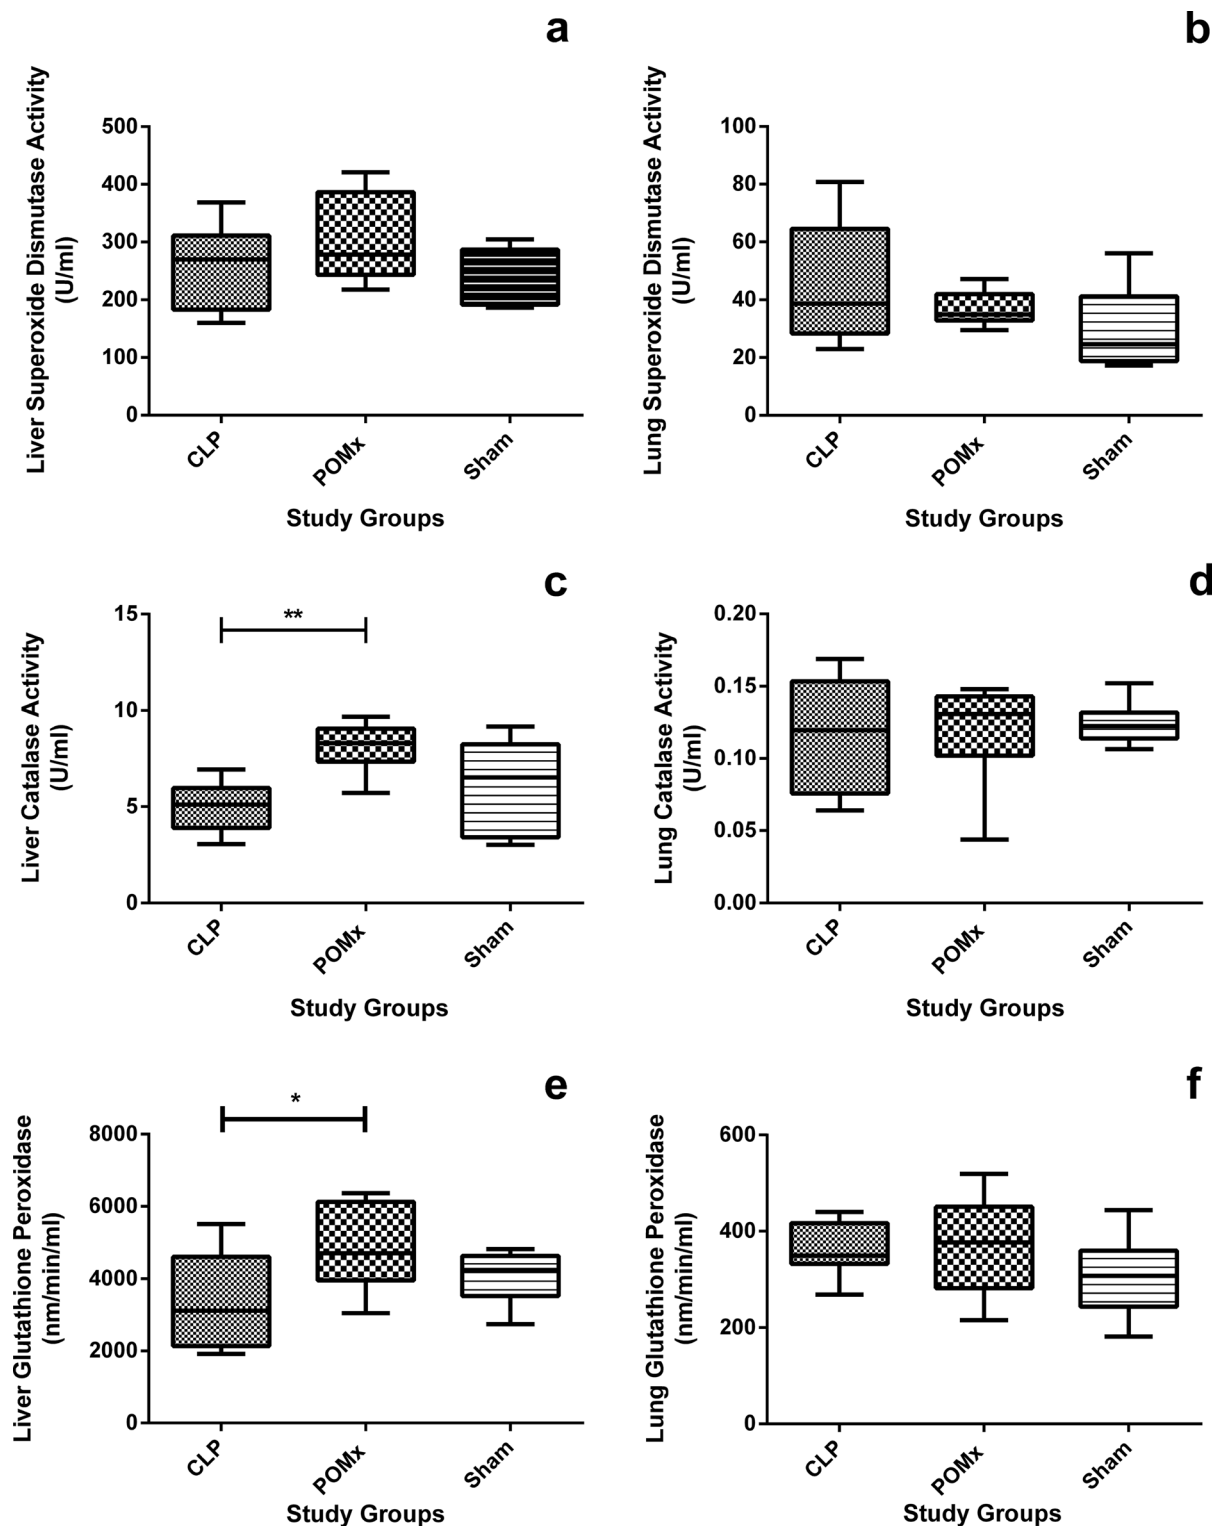 a
Liver Superoxide Dismutase Activity
(U/ml)
500
400
300
200
100
0
CLP
POMx
Sham
Study Groups
b
Lung Superoxide Dismutase Activity
(U/ml)
100
80
60
40
20
0
CLP
POMx
Sham
Study Groups
c
Liver Catalase Activity
(U/ml)
15
10
5
0
**
CLP
POMx
Sham
Study Groups
d
Lung Catalase Activity
(U/ml)
0.20
0.15
0.10
0.05
0.00
CLP
POMx
Sham
Study Groups
e
Liver Glutathione Peroxidase
(nm/min/ml)
8000
6000
4000
2000
0
*
CLP
POMx
Sham
Study Groups
f
Lung Glutathione Peroxidase
(nm/min/ml)
600
400
200
0
CLP
POMx
Sham
Study Groups